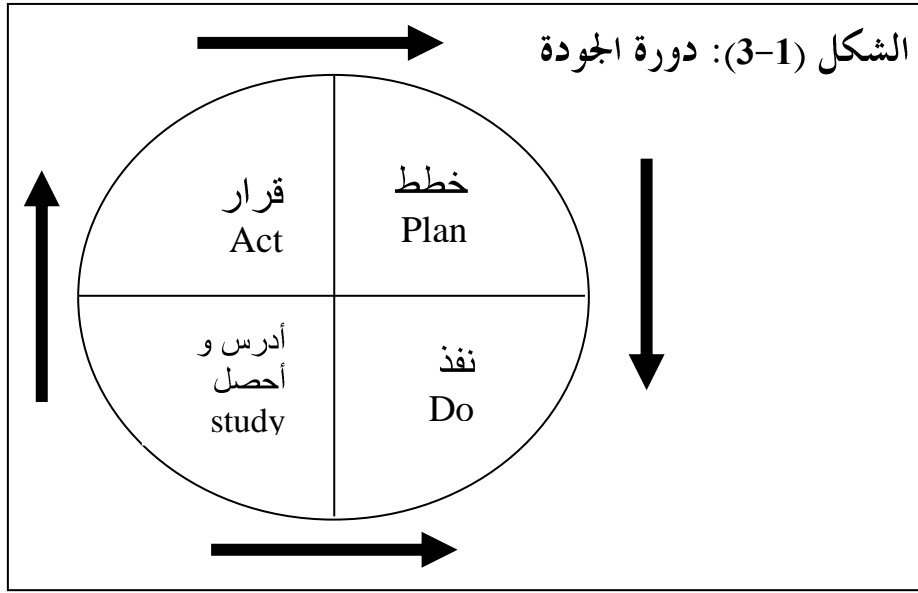 الشكل (1-3): دورة الجودة
خطط
Plan
قرار
Act
نفذ
Do
أدرس و
أحصل
study